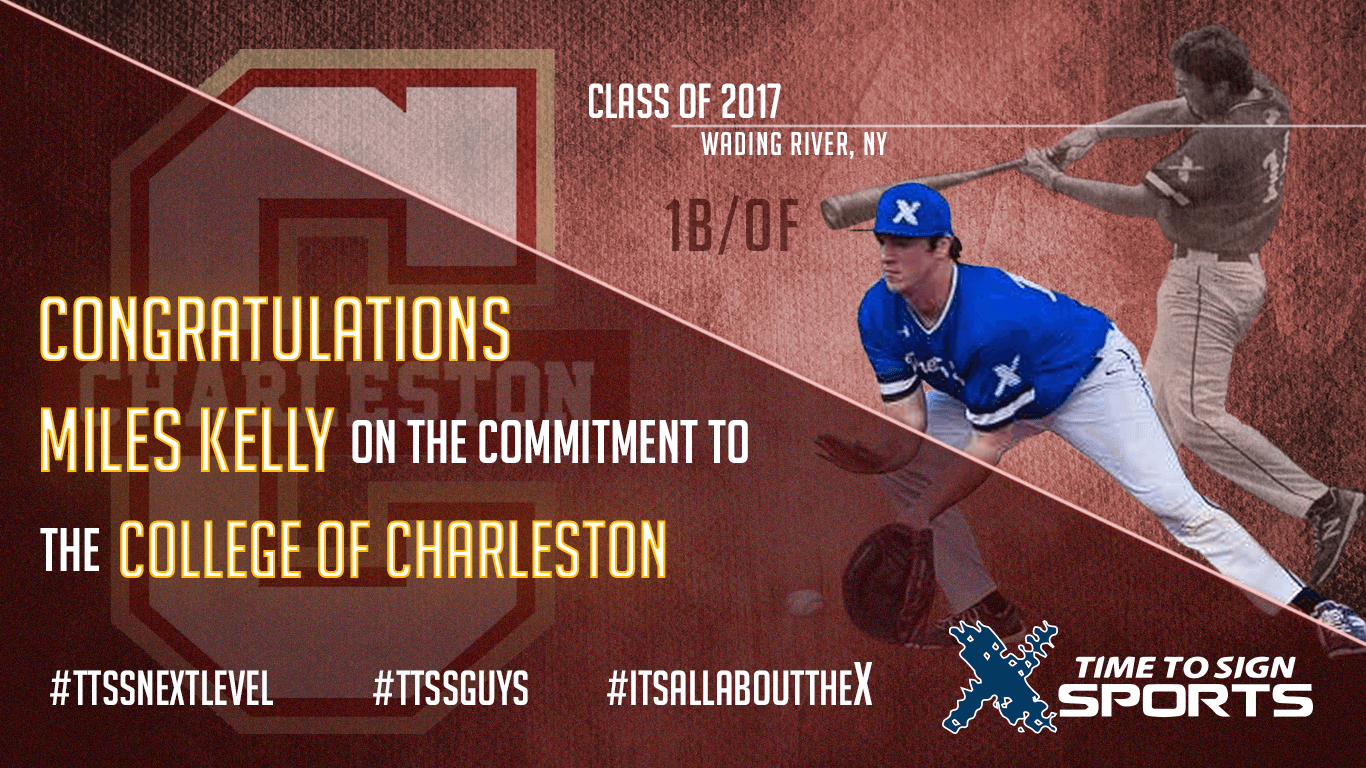 CLASS OF 2017
WADING RIVER, NY
1B/OF
CONGRATULATIONS
CHARLESTON
MILES KELLY ON THE COMMITMENT TO
THE COLLEGE OF CHARLESTON
#TTSSNEXTLEVEL #TTSSGUYS #ITSALLABOUTTHEX
TIME TO SIGN
SPORTS